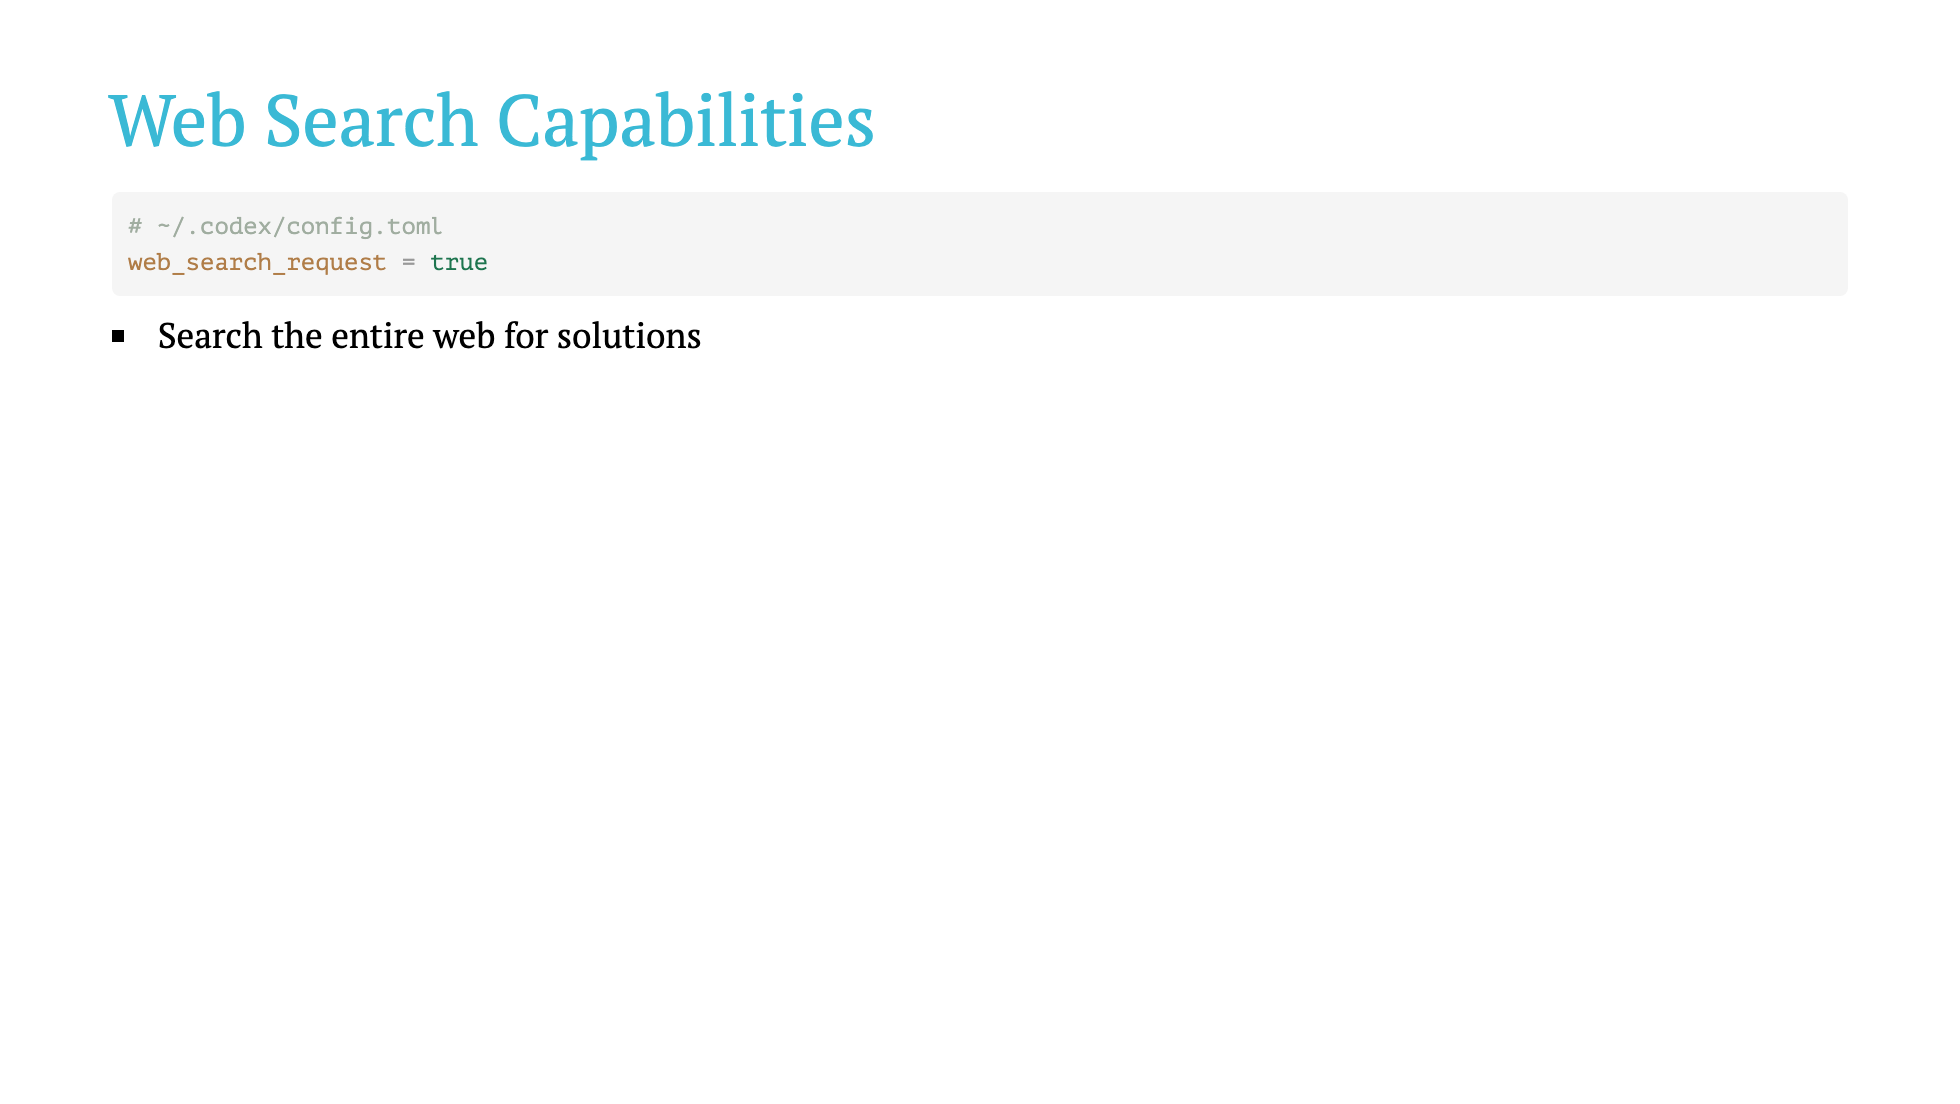 Web Search Capabilities
# ~/.codex/config.toml
web_search_request = true
▪ Search the entire web for solutions